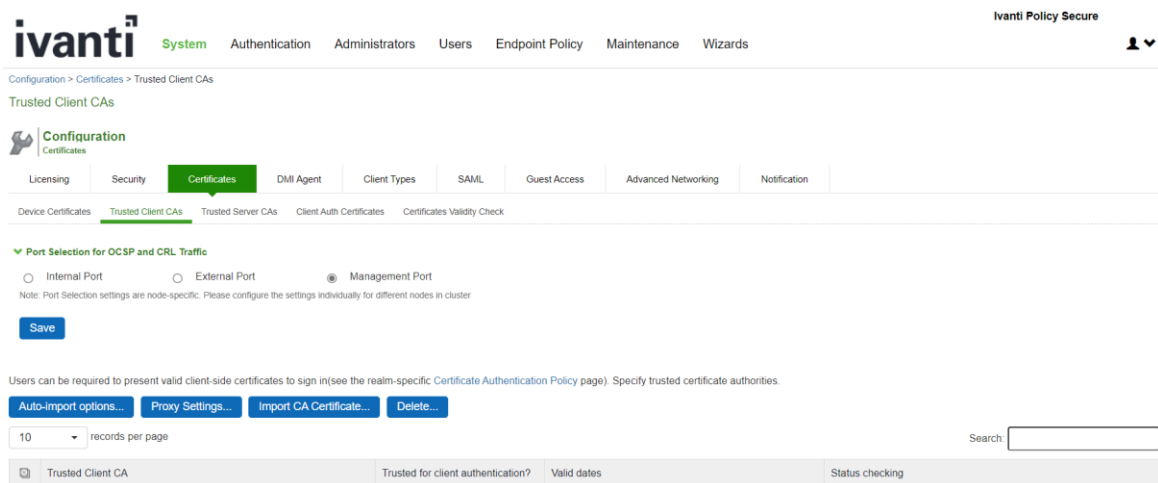 Ivanti Policy Secure
ivanti
System Authentication Administrators Users Endpoint Policy Maintenance Wizards
Configuration > Certificates > Trusted Client CAs
Trusted Client CAs
Configuration
Certificates
Licensing Security Certificates DMI Agent Client Types SAML Guest Access Advanced Networking Notification
Device Certificates Trusted Client CAs Trusted Server CAs Client Auth Certificates Certificates Validity Check
Port Selection for OCSP and CRL Traffic
Internal Port External Port Management Port
Note: Port Selection settings are node-specific. Please configure the settings individually for different nodes in cluster
Save
Users can be required to present valid client-side certificates to sign in(see the realm-specific Certificate Authentication Policy page). Specify trusted certificate authorities.
Auto-import options... Proxy Settings... Import CA Certificate... Delete...
10 records per page Search:
Trusted Client CA Trusted for client authentication? Valid dates Status checking